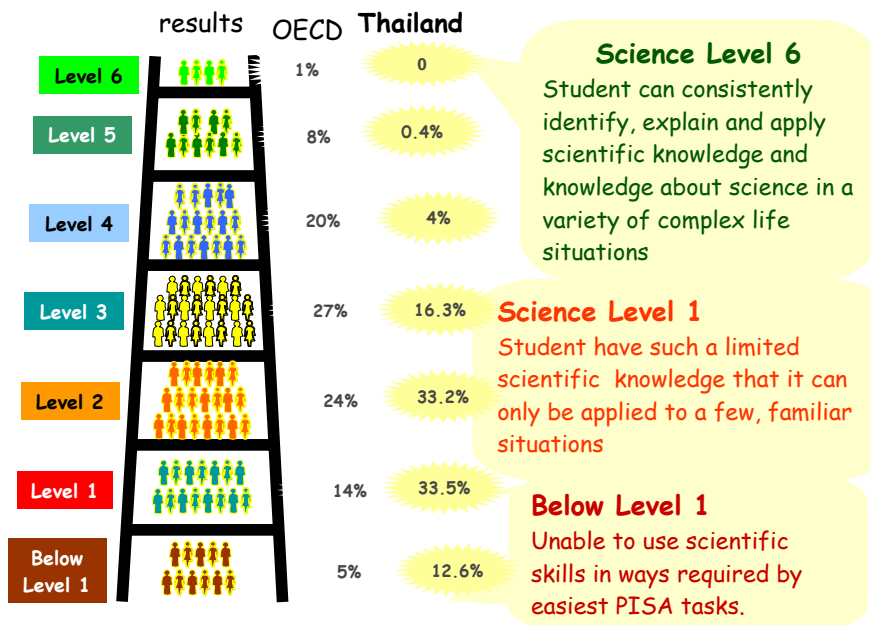 results OECD Thailand
Level 6 1% 0
Level 5 8% 0.4%
Level 4 20% 4%
Level 3 27% 16.3%
Level 2 24% 33.2%
Level 1 14% 33.5%
Below
Level 1 5% 12.6%
Science Level 6
Student can consistently
identify, explain and apply
scientific knowledge and
knowledge about science in a
variety of complex life
situations
Science Level 1
Student have such a limited
scientific knowledge that it can
only be applied to a few, familiar
situations
Below Level 1
Unable to use scientific
skills in ways required by
easiest PISA tasks.